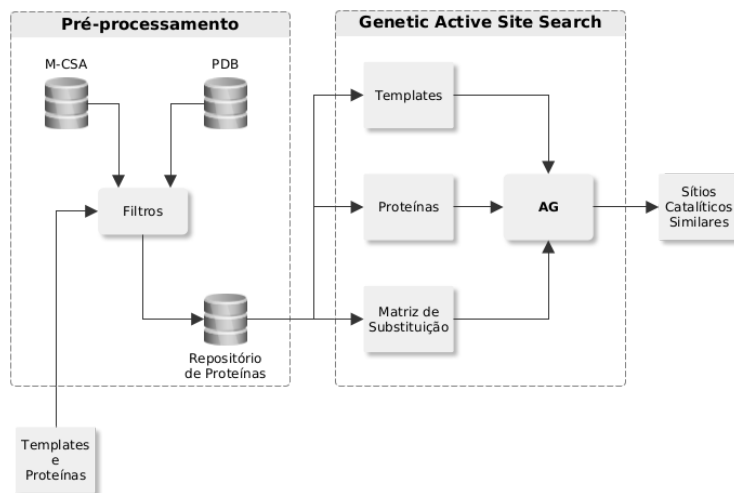 Pré-processamento
M-CSA
PDB
Filtros
Repositório
de Proteínas
Templates
e
Proteínas
Genetic Active Site Search
Templates
Proteínas
Matriz de
Substituição
AG
Sítios
Catalíticos
Similares